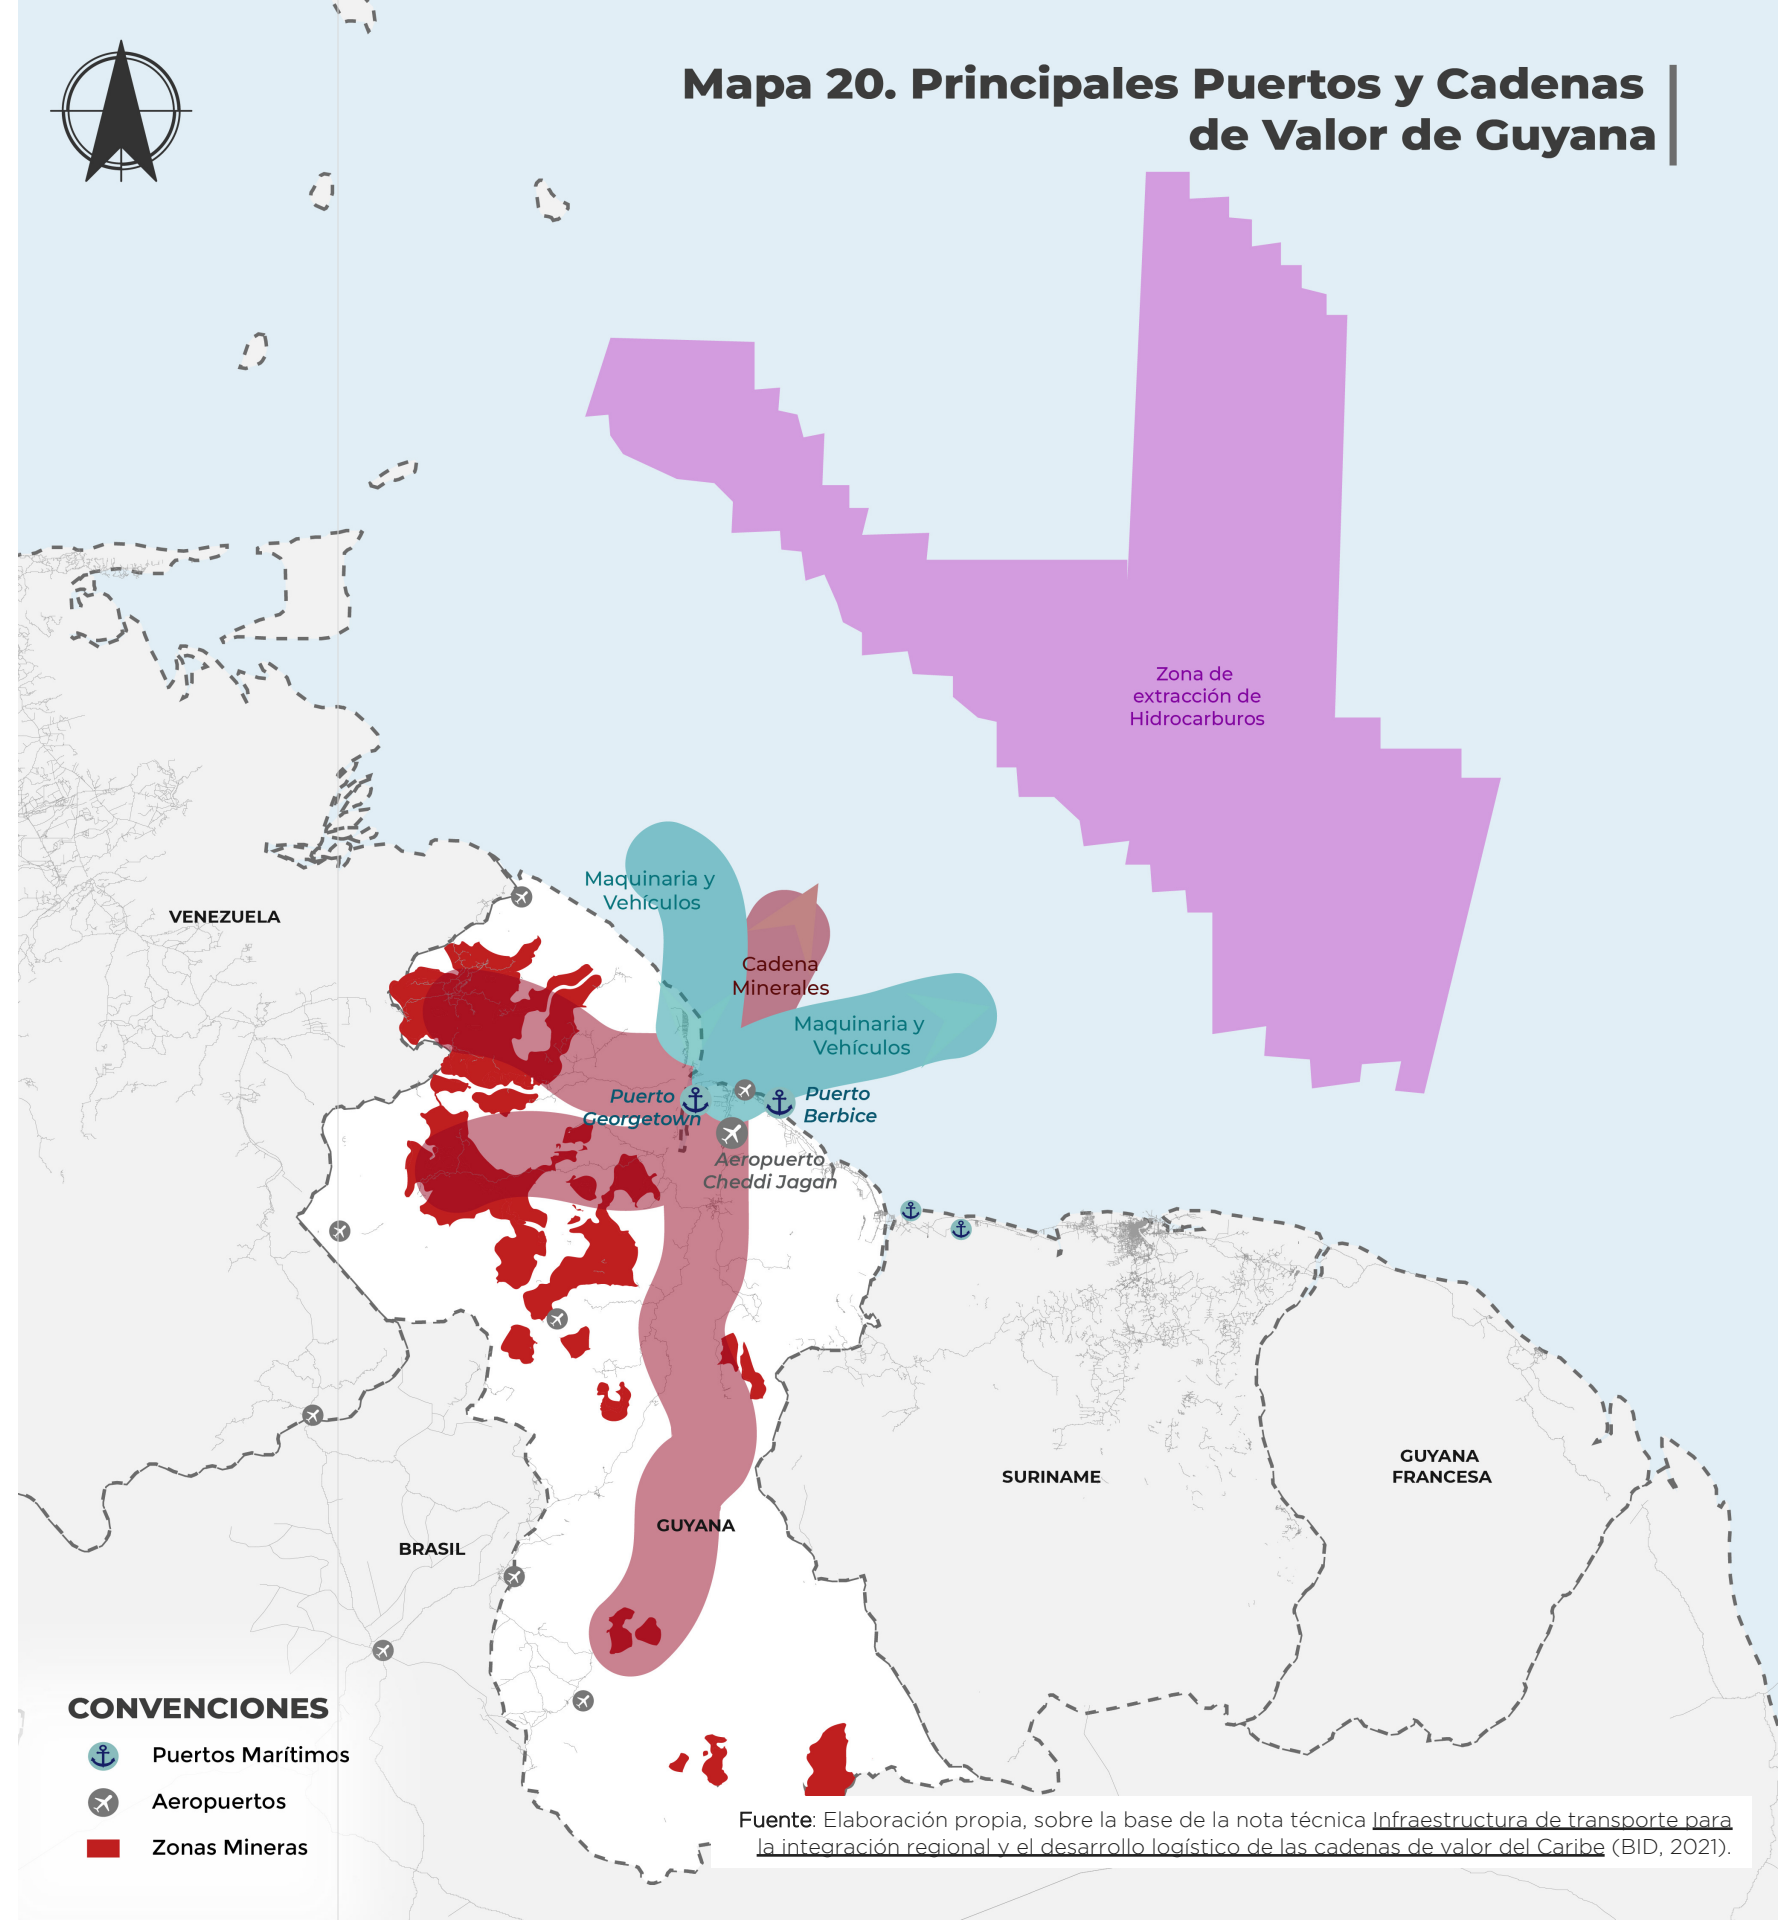 Mapa 20. Principales Puertos y Cadenas
de Valor de Guyana
Zona de
extracción de
Hidrocarburos
Maquinaria y
Vehículos
VENEZUELA
Cadena
Minerales
Maquinaria y
Vehículos
Puerto
Georgetown
Puerto
Berbice
Aeropuerto
Cheddi Jagan
GUYANA
FRANCESA
SURINAME
GUYANA
BRASIL
CONVENCIONES
Puertos Marítimos
Aeropuertos
Zonas Mineras
Fuente: Elaboración propia, sobre la base de la nota técnica Infraestructura de transporte para
la integración regional y el desarrollo logístico de las cadenas de valor del Caribe (BID, 2021).